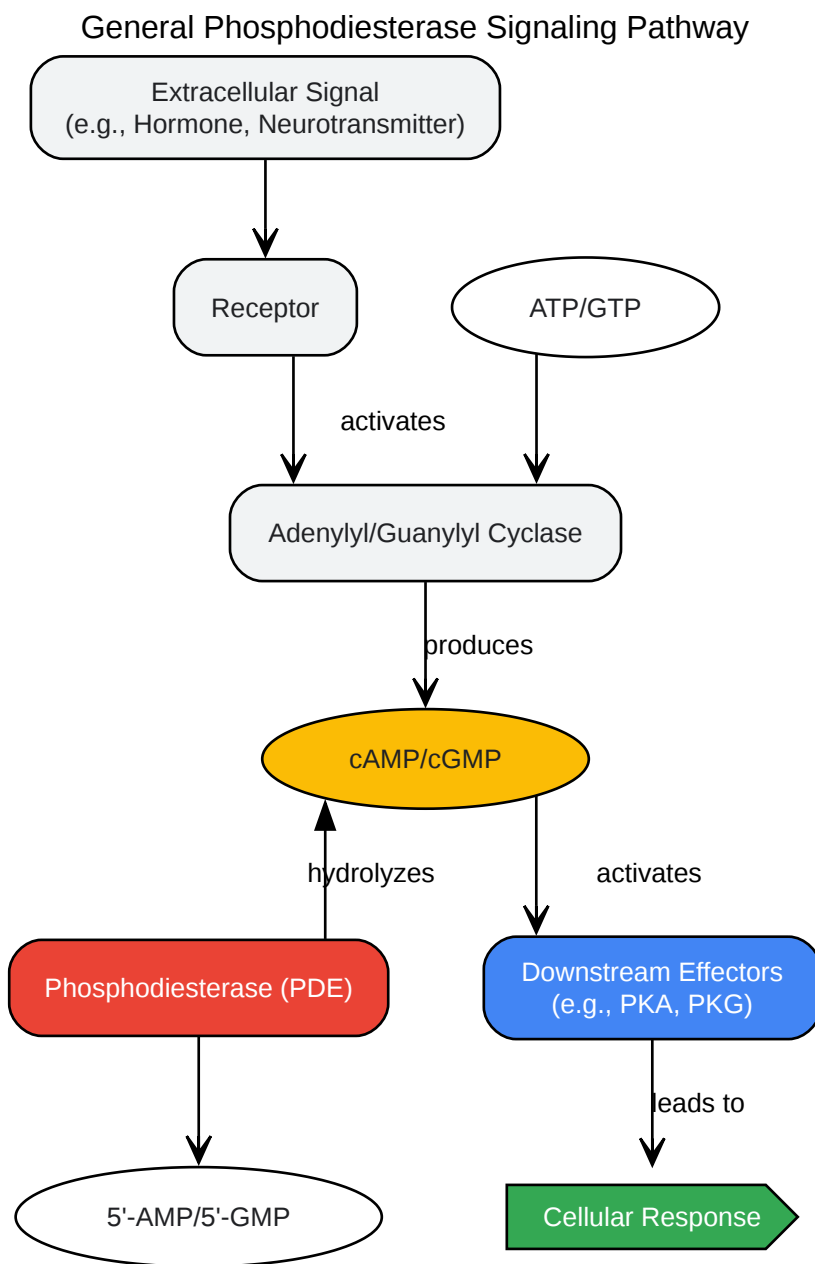 General Phosphodiesterase Signaling Pathway
Extracellular Signal
(e.g., Hormone, Neurotransmitter)
Receptor
ATP/GTP
activates
Adenylyl/Guanylyl Cyclase
produces
cAMP/cGMP
hydrolyzes
activates
Phosphodiesterase (PDE)
Downstream Effectors
(e.g., PKA, PKG)
leads to
5'-AMP/5'-GMP
Cellular Response